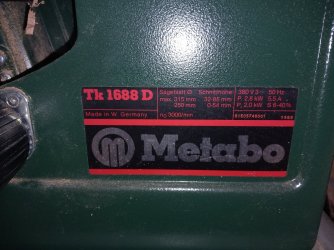 Tk 1688 D
Sägeblatt Ø Schnitthöhe 380 V 3~ 50 Hz
max. 315 mm 32-85 mm P₁ 2,8 kW 5,5 A
250 mm 0-54 mm P₂ 2,0 kW S 6-40%
Made in W. Germany n₀ 3000/min
Metabo